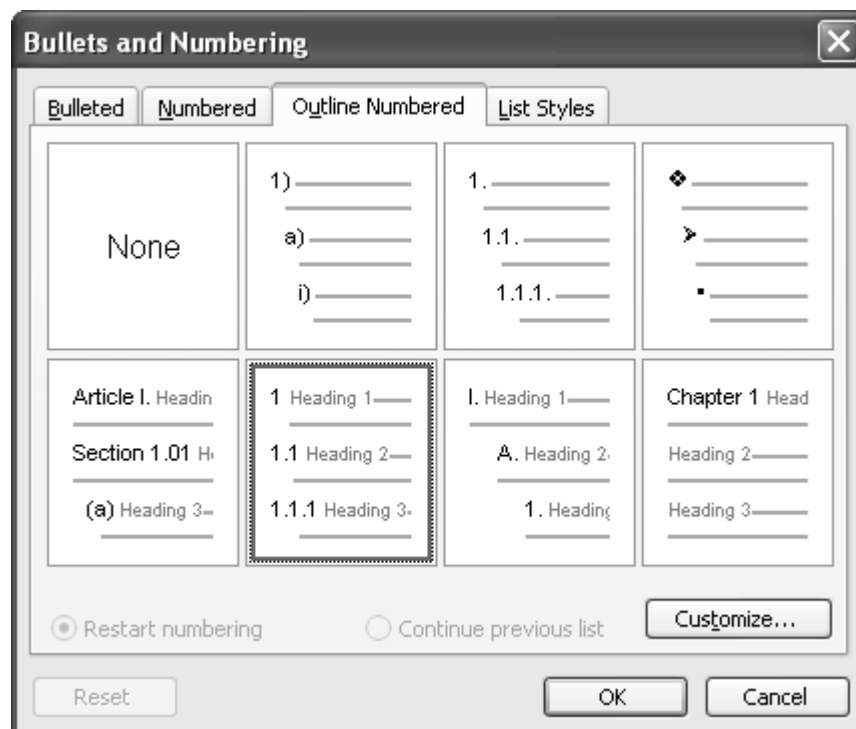 Bullets and Numbering
Bulleted Numbered Outline Numbered List Styles
None
1)
a)
i)
1.
1.1.
1.1.1.
Article I. Headin
Section 1.01 H
(a) Heading 3
1 Heading 1
1.1 Heading 2
1.1.1 Heading 3
I. Heading 1
A. Heading 2
1. Heading
Chapter 1 Head
Heading 2
Heading 3
Restart numbering Continue previous list Customize...
Reset OK Cancel